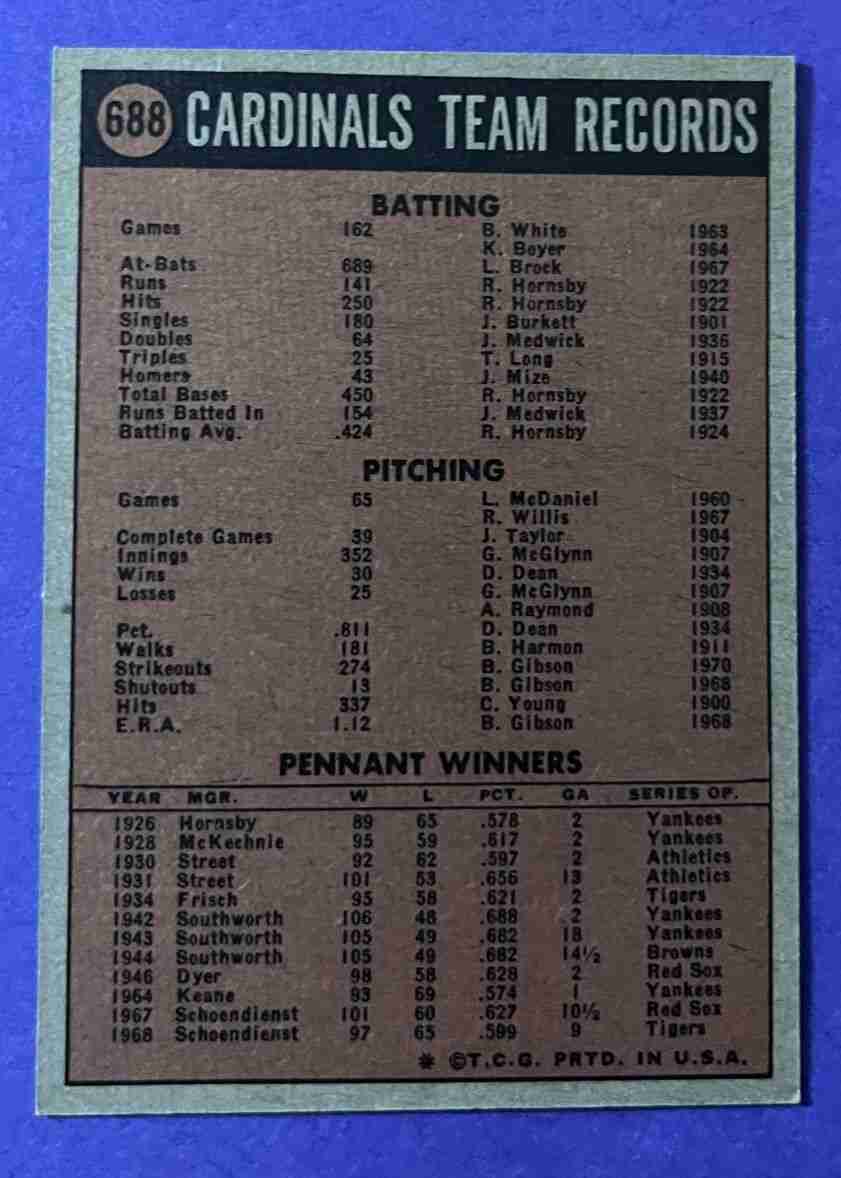 688 CARDINALS TEAM RECORDS
BATTING
Games 162 B. White 1963
K. Boyer 1964
At-Bats 689 L. Brock 1967
Runs 141 R. Hornsby 1922
Hits 250 R. Hornsby 1922
Singles 180 J. Burkett 1901
Doubles 64 J. Medwick 1936
Triples 25 T. Long 1915
Homers 43 J. Mize 1940
Total Bases 450 R. Hornsby 1922
Runs Batted In 154 J. Medwick 1937
Batting Avg. .424 R. Hornsby 1924
PITCHING
Games 65 L. McDaniel 1960
R. Willis 1967
Complete Games 39 J. Taylor 1904
Innings 352 G. McGlynn 1907
Wins 30 D. Dean 1934
Losses 25 G. McGlynn 1907
A. Raymond 1908
Pct. .811 D. Dean 1934
Walks 181 B. Harmon 1911
Strikeouts 274 B. Gibson 1970
Shutouts 13 B. Gibson 1968
Hits 337 C. Young 1900
E.R.A. 1.12 B. Gibson 1968
PENNANT WINNERS
YEAR MGR. W L PCT. GA SERIES OP.
1926 Hornsby 89 65 .578 2 Yankees
1928 McKechnie 95 59 .617 2 Yankees
1930 Street 92 62 .597 2 Athletics
1931 Street 101 53 .656 13 Athletics
1934 Frisch 95 58 .621 2 Tigers
1942 Southworth 106 48 .688 2 Yankees
1943 Southworth 105 49 .682 18 Yankees
1944 Southworth 105 49 .682 14½ Browns
1946 Dyer 98 58 .628 2 Red Sox
1964 Keane 93 69 .574 1 Yankees
1967 Schoendienst 101 60 .627 10½ Red Sox
1968 Schoendienst 97 65 .599 9 Tigers
* ©T.C.G. PRTD. IN U.S.A.